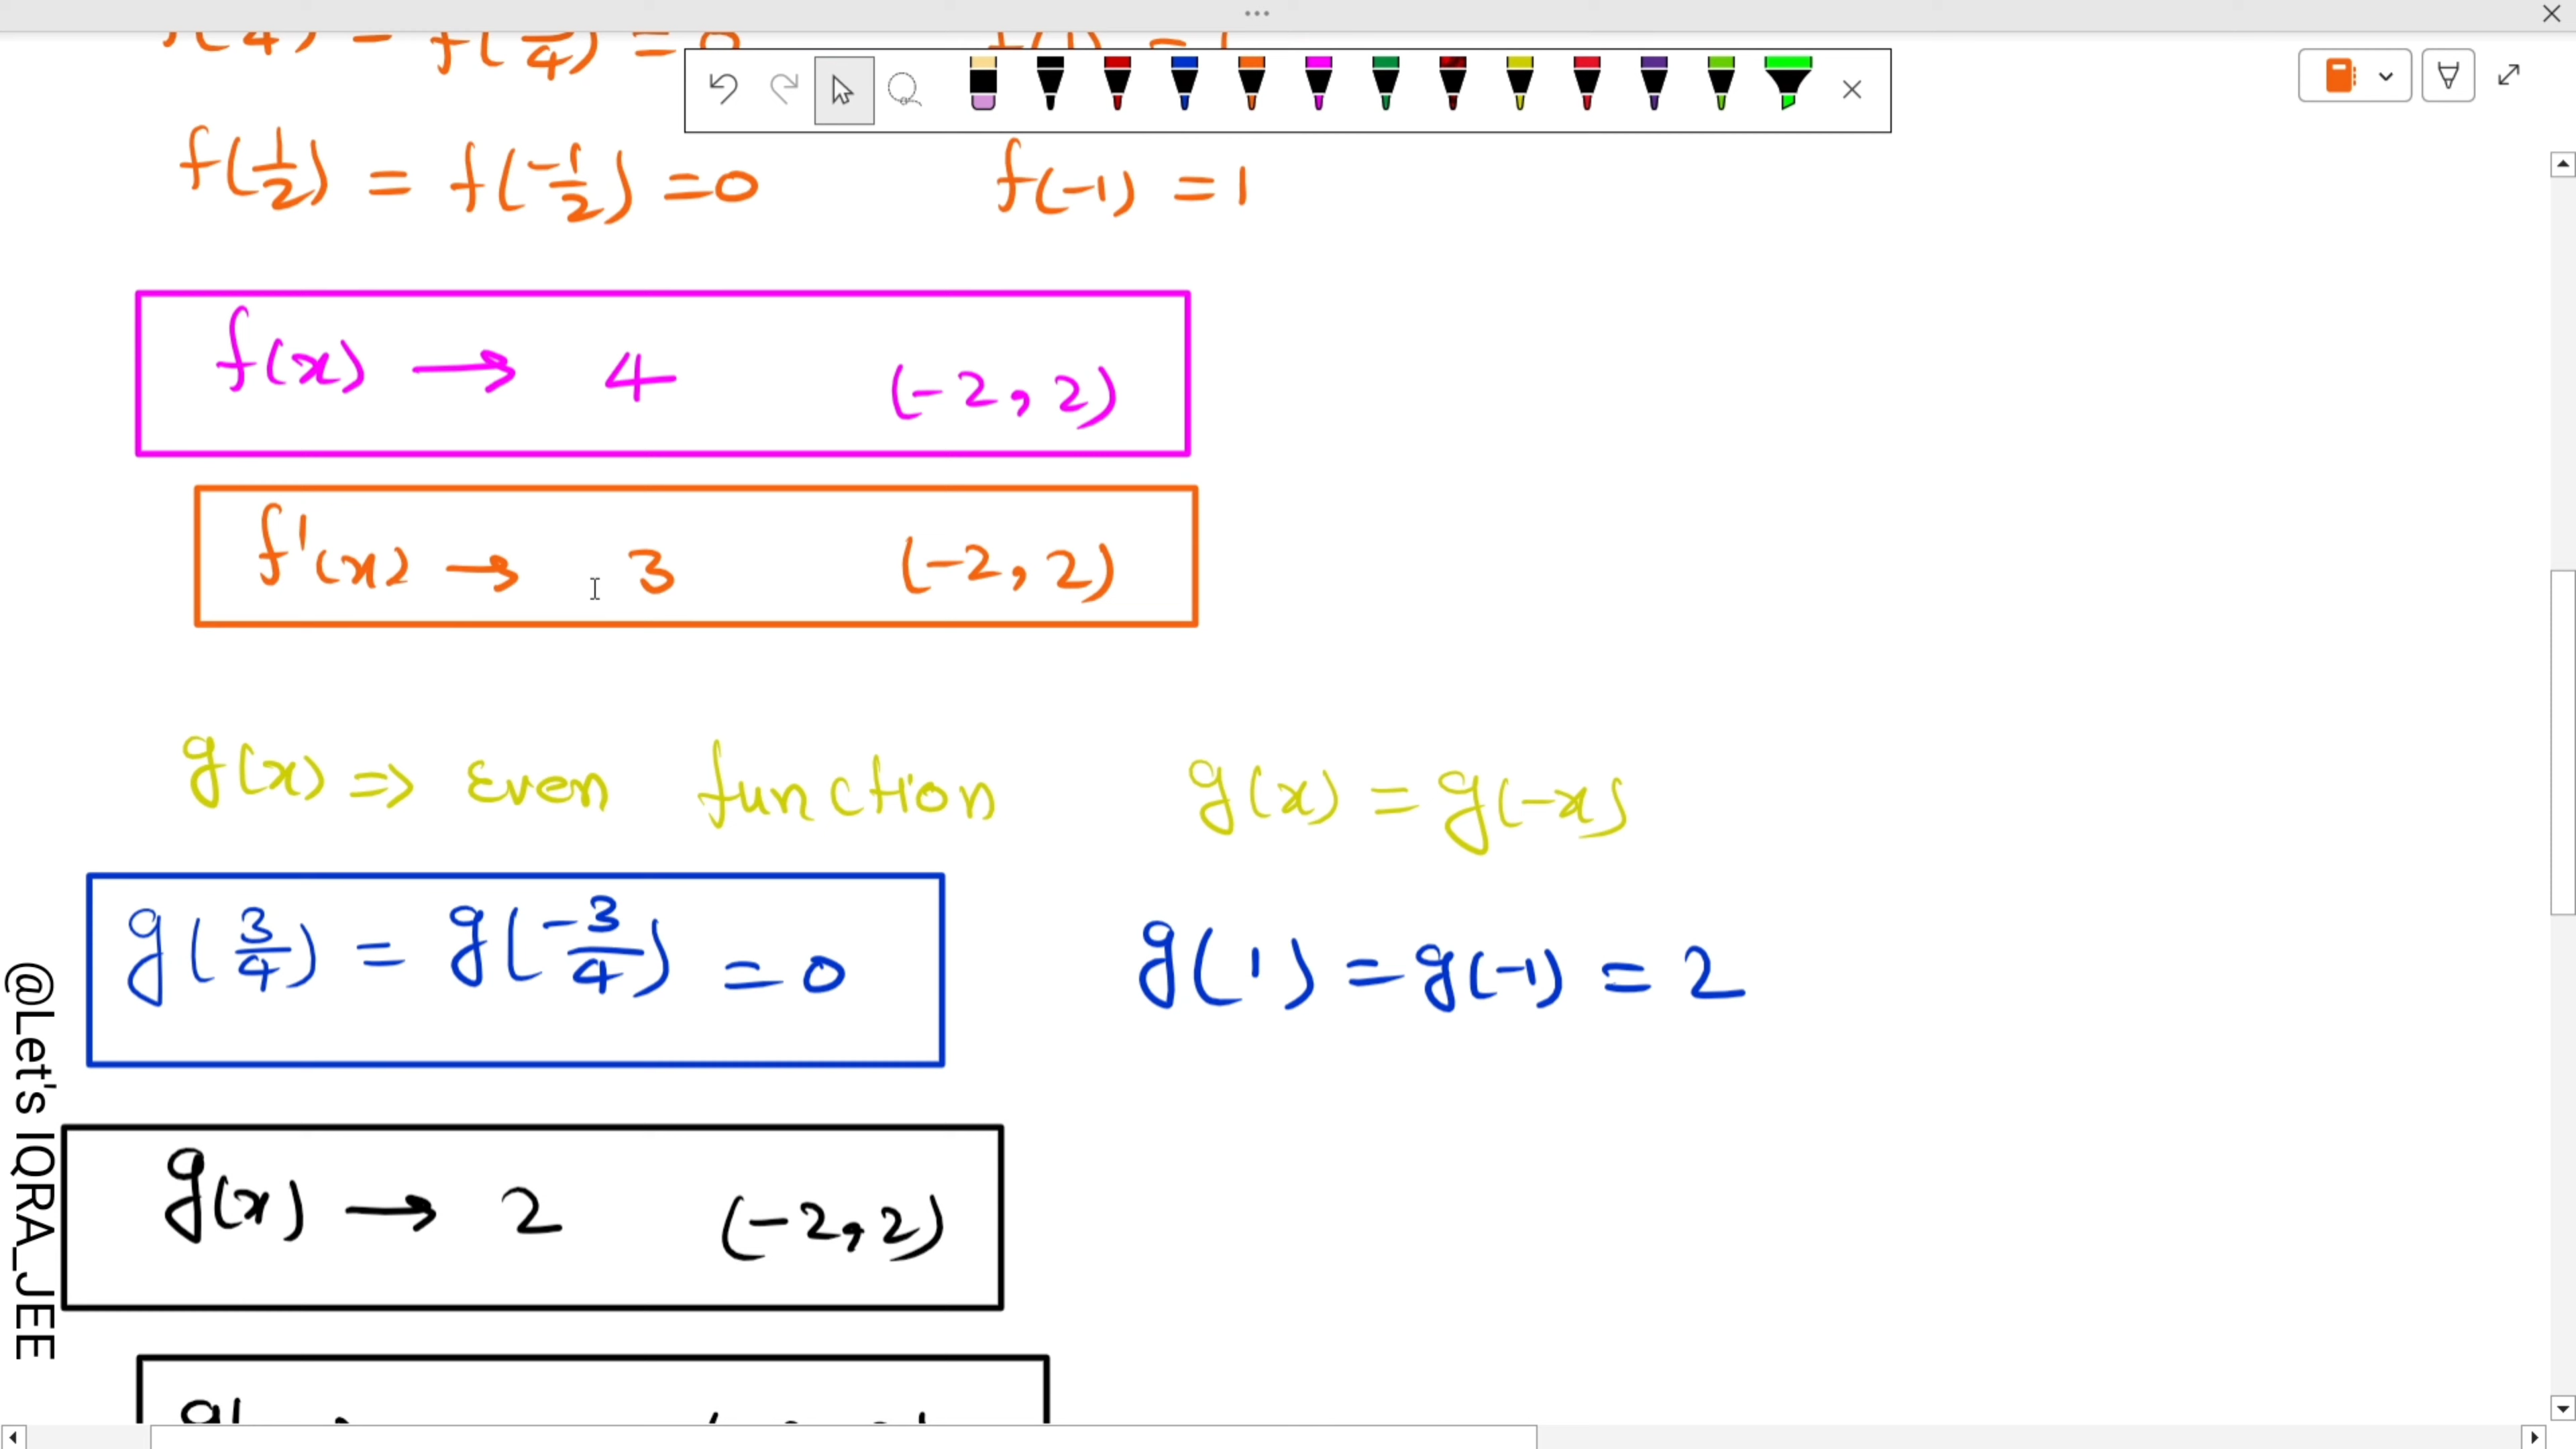 f(1/2) = f(-1/2) = 0 f(-1) = 1
f(x) → 4 (-2, 2)
f'(x) → 3 (-2, 2)
g(x) ⇒ Even function g(x) = g(-x)
g(3/4) = g(-3/4) = 0 g(1) = g(-1) = 2
g(x) → 2 (-2, 2)
@Let's IQRA_JEE